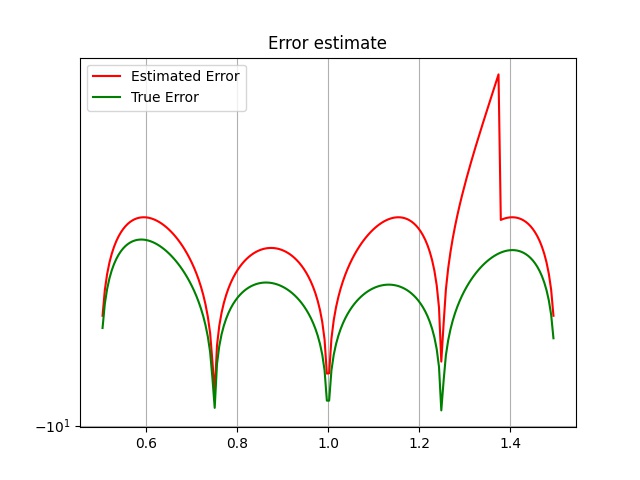 Error estimate
Estimated Error
True Error
−10¹
0.6 0.8 1.0 1.2 1.4